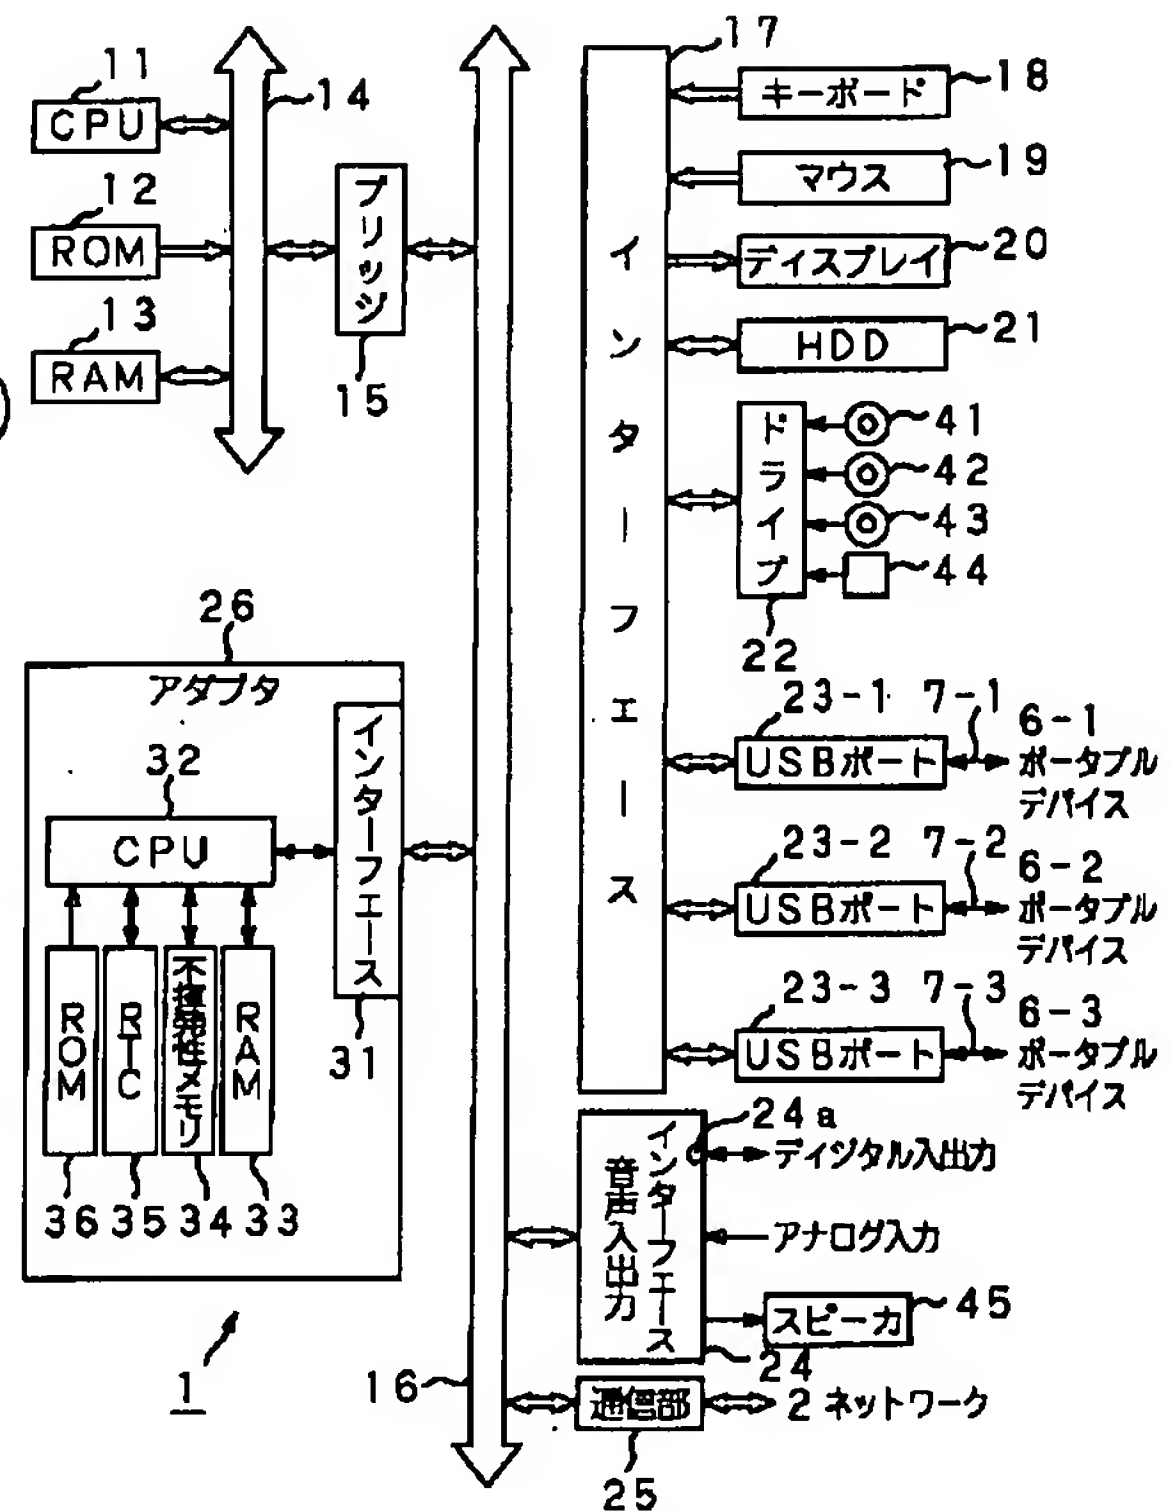 11
CPU
12
ROM
13
RAM
14
ブリッジ
15
16
17
インターフェース
18
キーボード
19
マウス
20
ディスプレイ
21
HDD
ドライブ
22
41
42
43
44
23-1
7-1
USBポート
6-1
ポータブル
デバイス
23-2
7-2
USBポート
6-2
ポータブル
デバイス
23-3
7-3
USBポート
6-3
ポータブル
デバイス
26
アダプタ
32
CPU
インターフェース
31
ROM
RTC
不揮発性メモリ
RAM
36
35
34
33
1
24a
音声入出力
インターフェース
ディジタル入出力
アナログ入力
スピーカ
45
24
通信部
25
2 ネットワーク